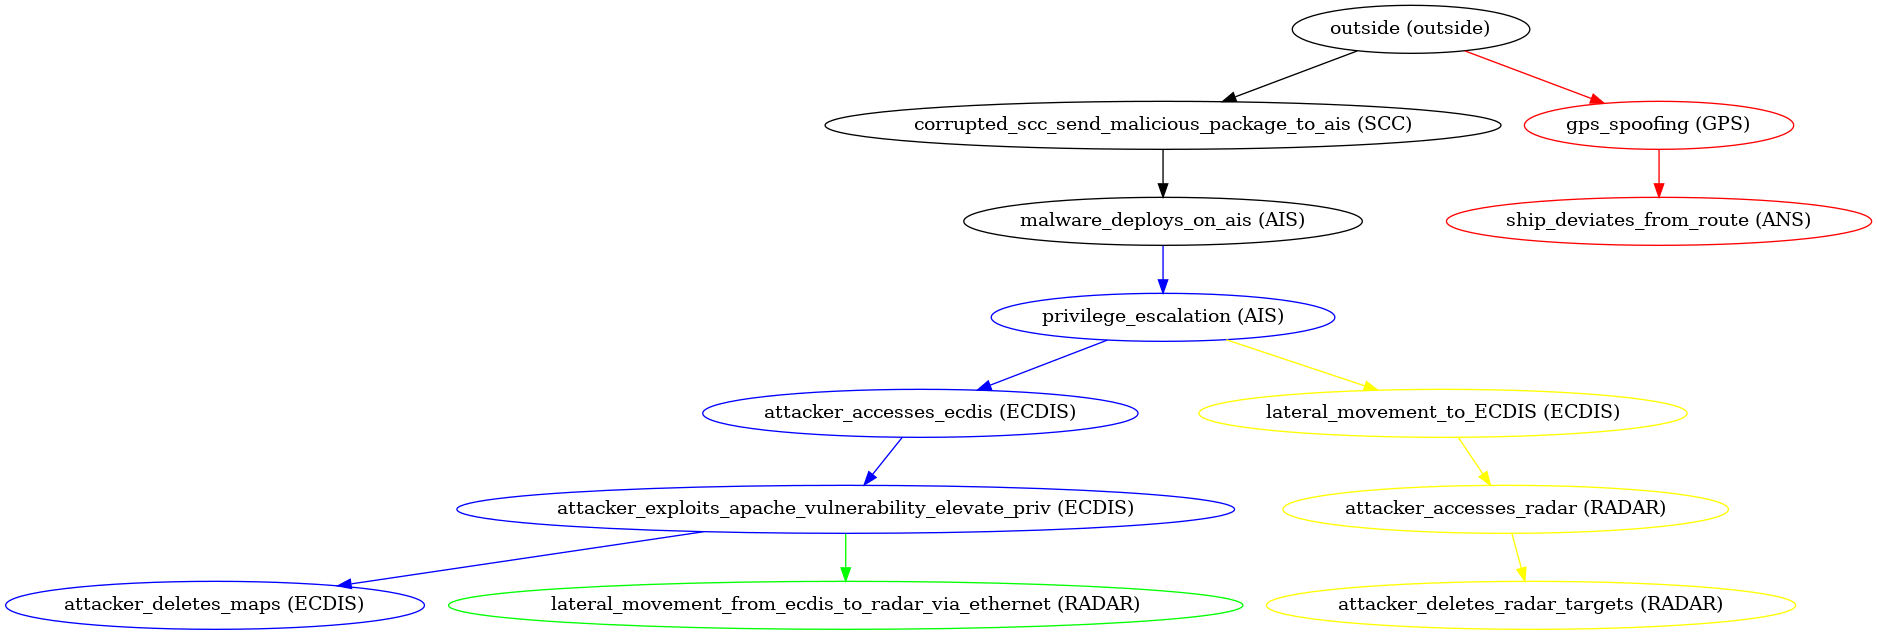 outside (outside)
corrupted_scc_send_malicious_package_to_ais (SCC)
gps_spoofing (GPS)
malware_deploys_on_ais (AIS)
ship_deviates_from_route (ANS)
privilege_escalation (AIS)
attacker_accesses_ecdis (ECDIS)
lateral_movement_to_ECDIS (ECDIS)
attacker_exploits_apache_vulnerability_elevate_priv (ECDIS)
attacker_accesses_radar (RADAR)
attacker_deletes_maps (ECDIS)
lateral_movement_from_ecdis_to_radar_via_ethernet (RADAR)
attacker_deletes_radar_targets (RADAR)